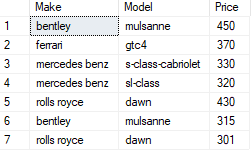 Make Model Price
1 bentley mulsanne 450
2 ferrari gtc4 370
3 mercedes benz s-class-cabriolet 330
4 mercedes benz sl-class 320
5 rolls royce dawn 430
6 bentley mulsanne 315
7 rolls royce dawn 301